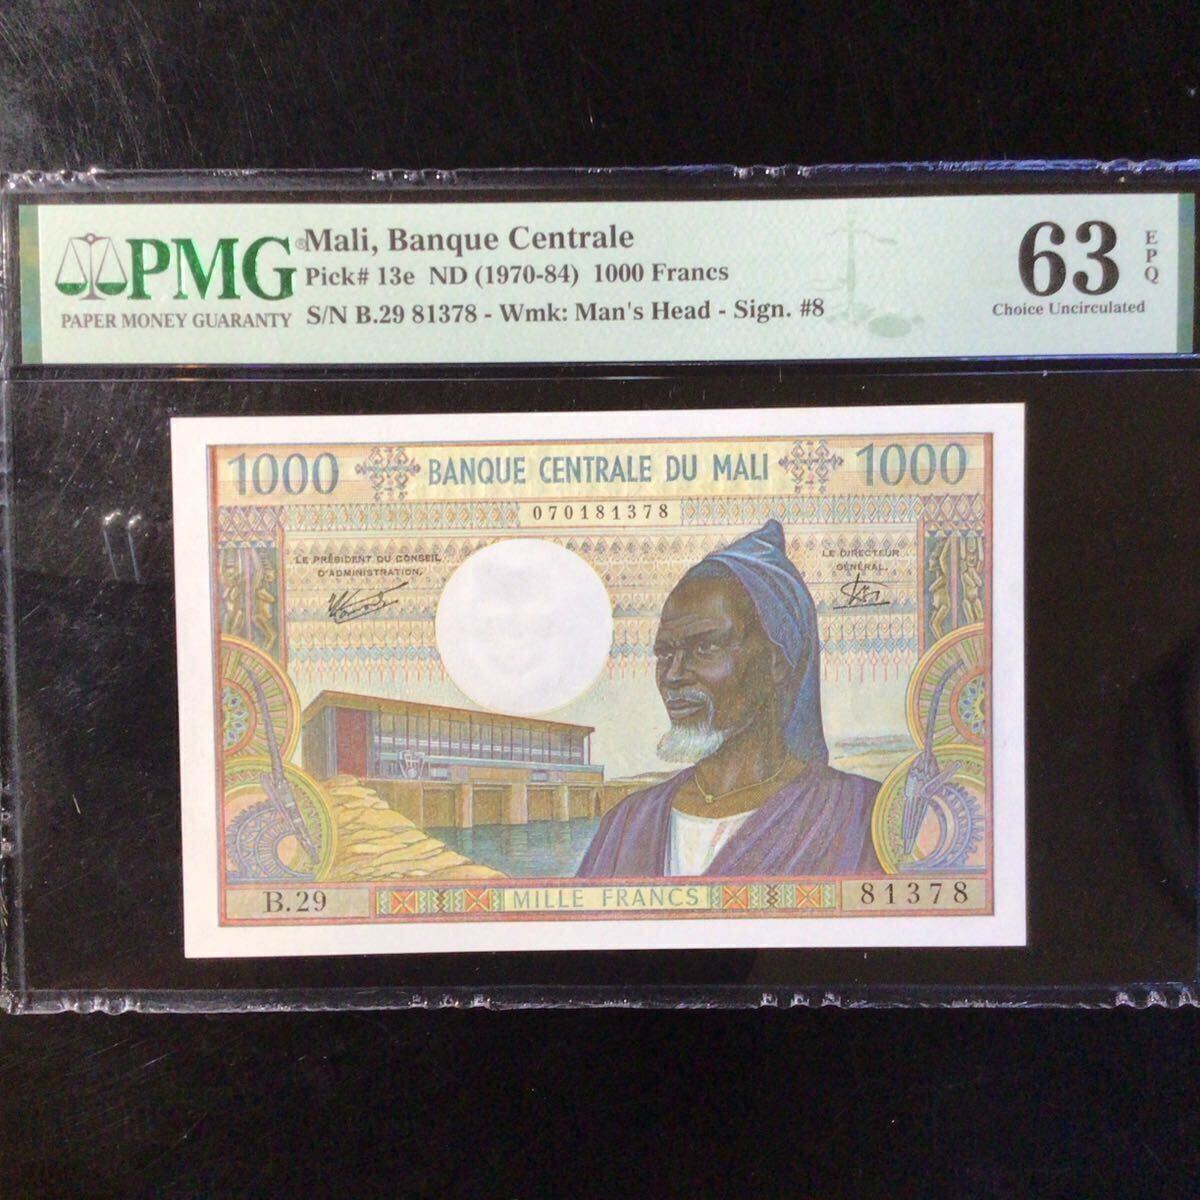 PMG®
PAPER MONEY GUARANTY
Mali, Banque Centrale
Pick# 13e ND (1970-84) 1000 Francs
S/N B.29 81378 - Wmk: Man's Head - Sign. #8
63 EPQ
Choice Uncirculated
1000 BANQUE CENTRALE DU MALI 1000
070181378
LE PRÉSIDENT DU CONSEIL
D'ADMINISTRATION,
LE DIRECTEUR
GÉNÉRAL,
B.29 MILLE FRANCS 81378